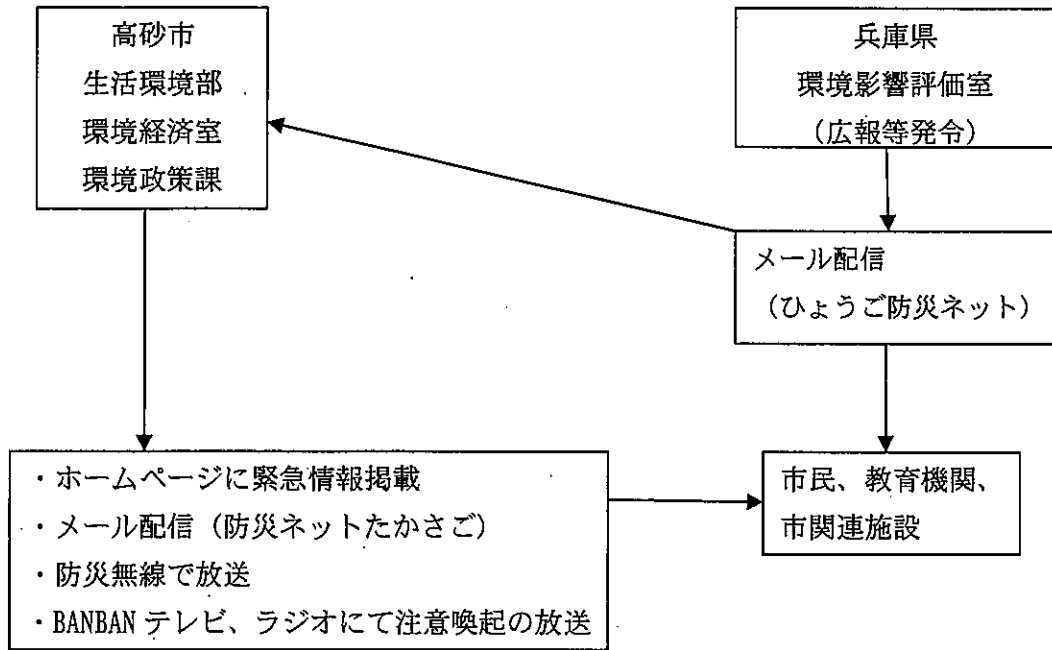 高砂市
生活環境部
環境経済室
環境政策課
兵庫県
環境影響評価室
(広報等発令)
メール配信
(ひょうご防災ネット)
・ホームページに緊急情報掲載
・メール配信(防災ネットたかさご)
・防災無線で放送
・BANBAN テレビ、ラジオにて注意喚起の放送
市民、教育機関、
市関連施設